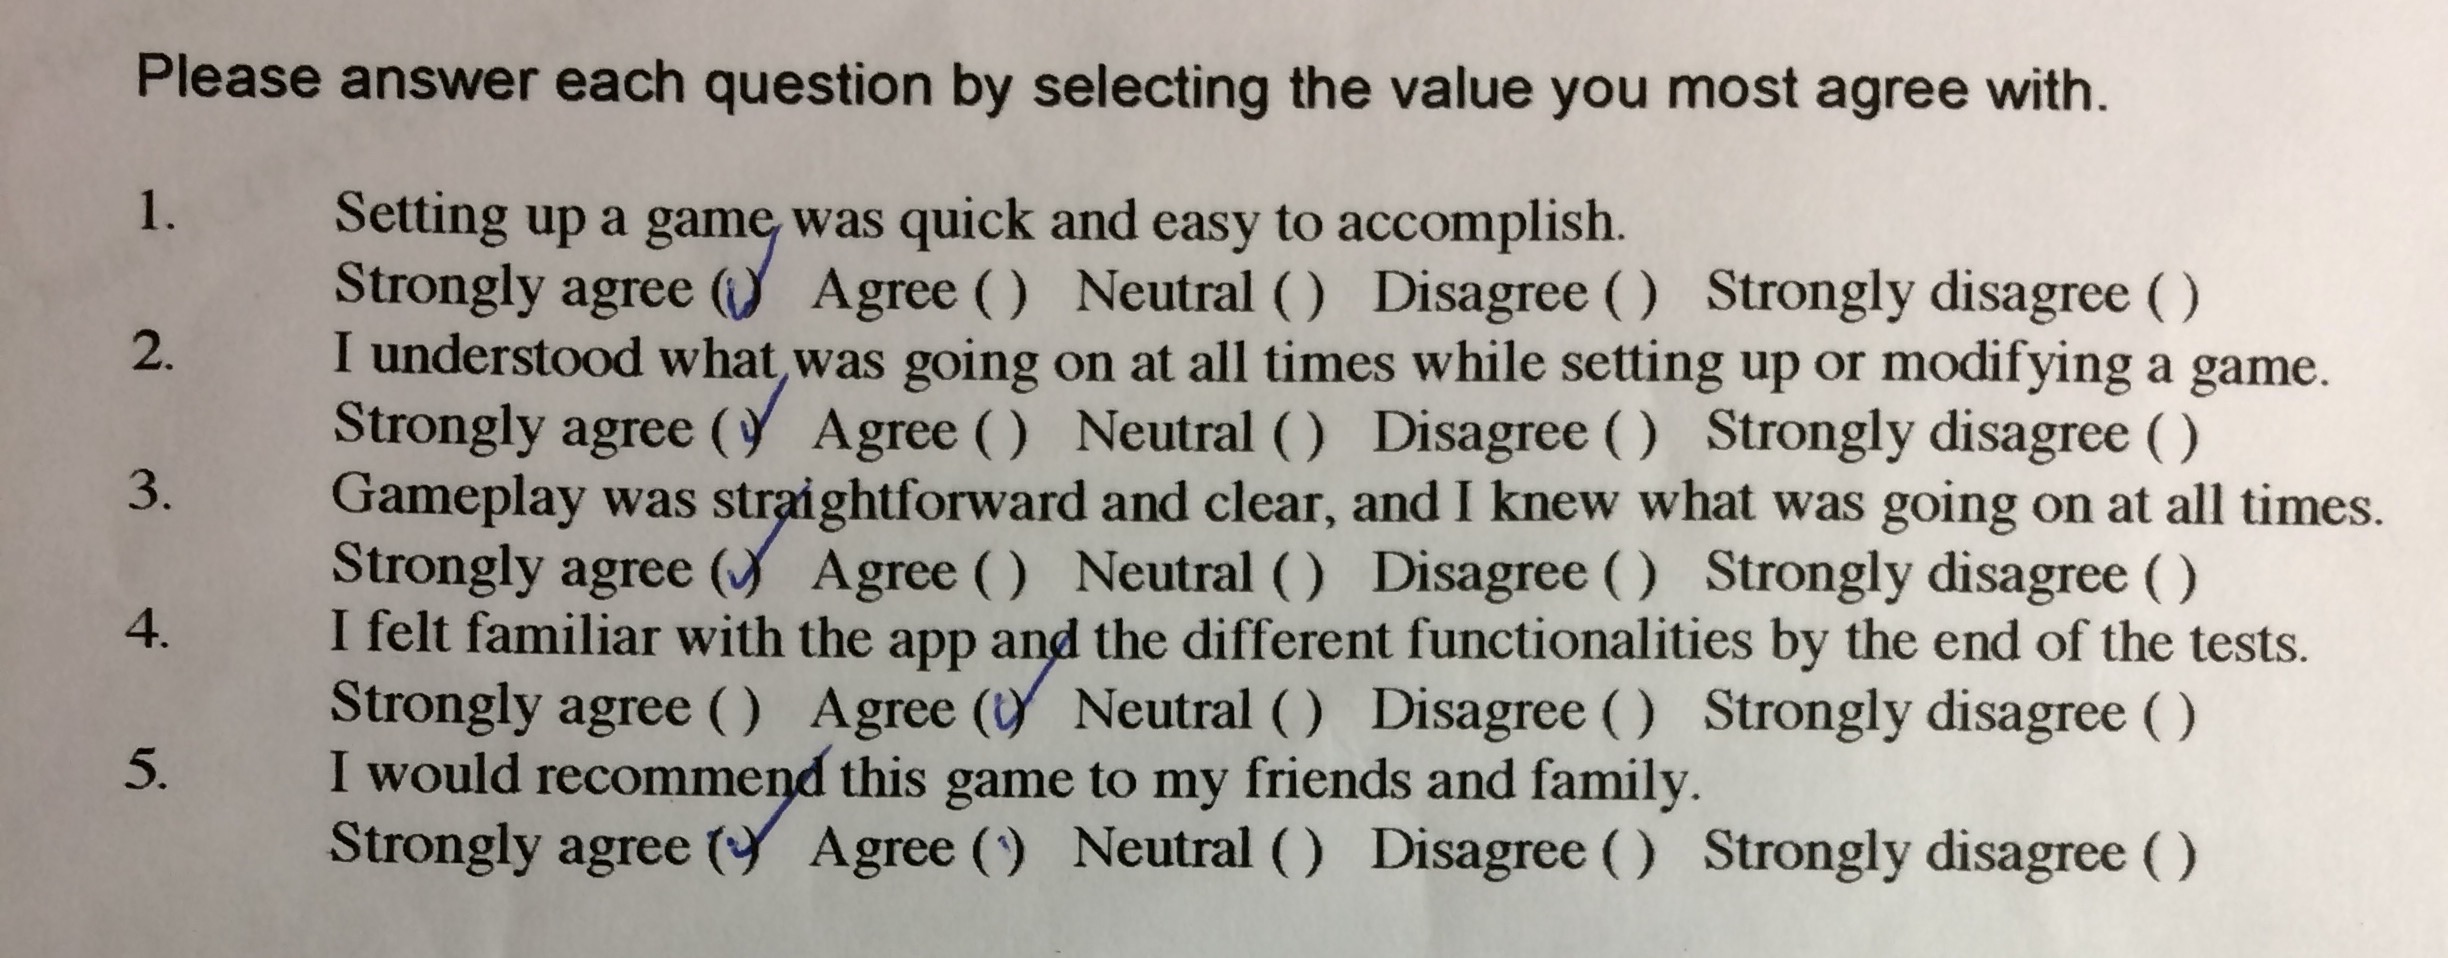 Please answer each question by selecting the value you most agree with.
1. Setting up a game was quick and easy to accomplish.
Strongly agree (✓) Agree ( ) Neutral ( ) Disagree ( ) Strongly disagree ( )
2. I understood what was going on at all times while setting up or modifying a game.
Strongly agree (✓) Agree ( ) Neutral ( ) Disagree ( ) Strongly disagree ( )
3. Gameplay was straightforward and clear, and I knew what was going on at all times.
Strongly agree (✓) Agree ( ) Neutral ( ) Disagree ( ) Strongly disagree ( )
4. I felt familiar with the app and the different functionalities by the end of the tests.
Strongly agree ( ) Agree (✓) Neutral ( ) Disagree ( ) Strongly disagree ( )
5. I would recommend this game to my friends and family.
Strongly agree (✓) Agree ( ) Neutral ( ) Disagree ( ) Strongly disagree ( )